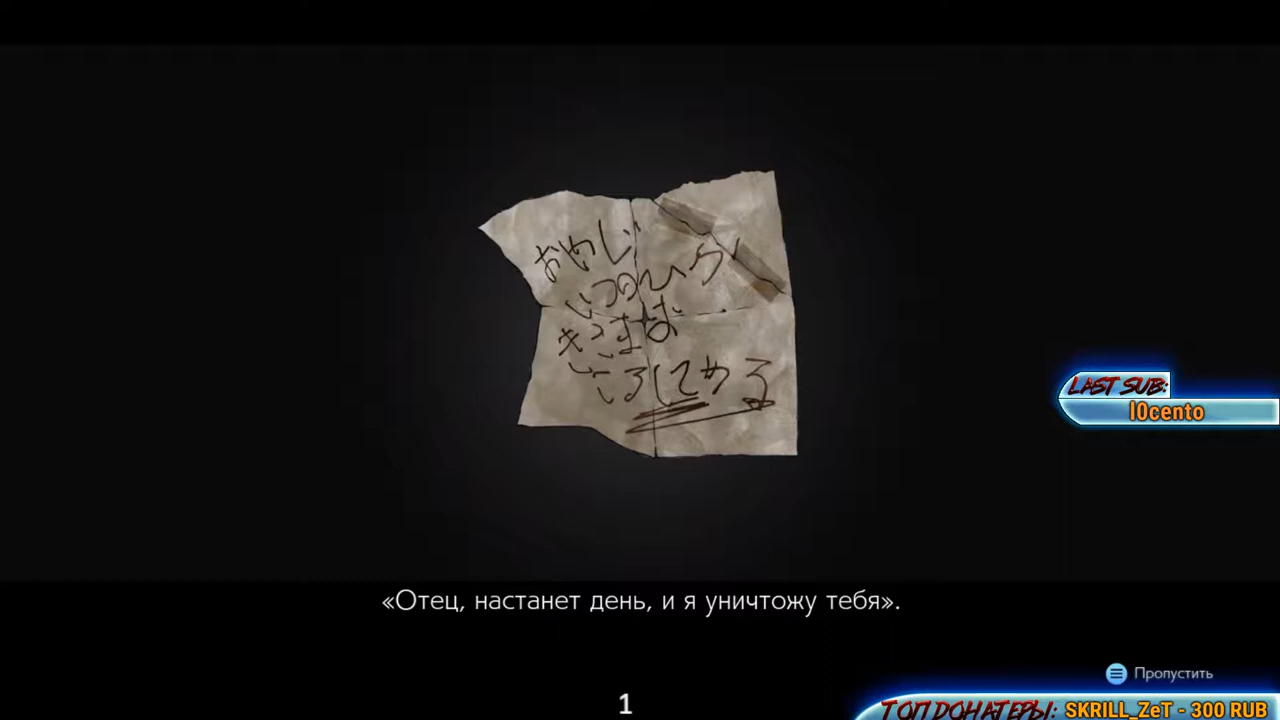 おやじ
いつのひか
きさまば
ころしてやる
«Отец, настанет день, и я уничтожу тебя».
LAST SUB:
l0cento
Пропустить
1
ТОП ДОНАТЕРЫ: SKRILL_ZeT - 300 RUB